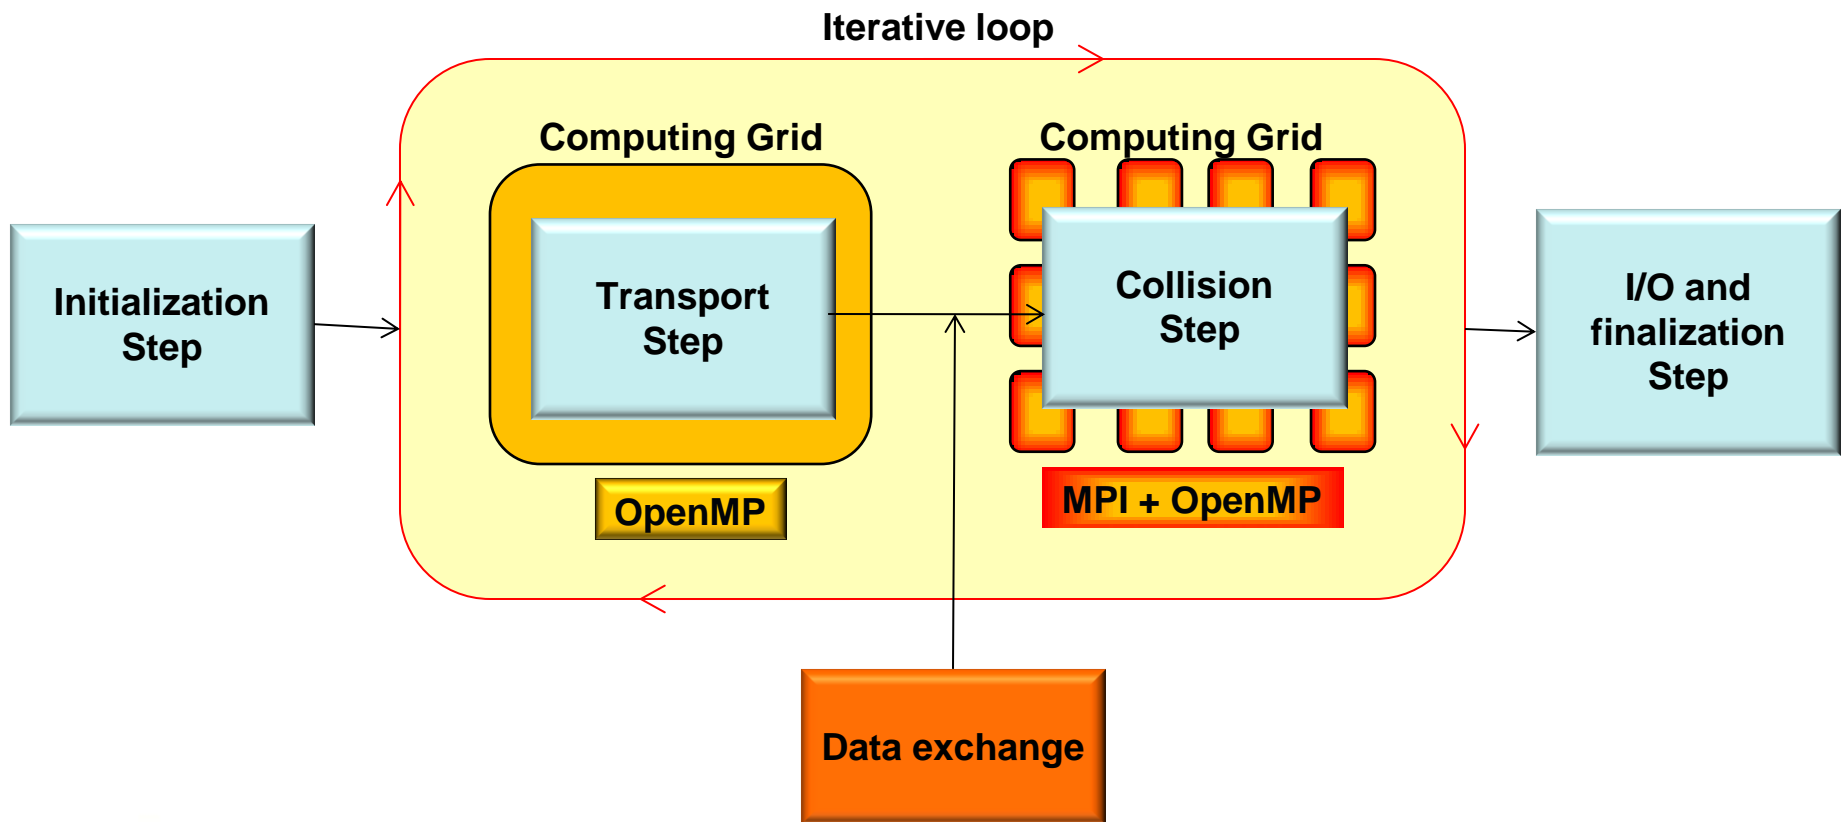 Iterative loop
Computing Grid
Computing Grid
Initialization
Step
Transport
Step
Collision
Step
I/O and
finalization
Step
OpenMP
MPI + OpenMP
Data exchange